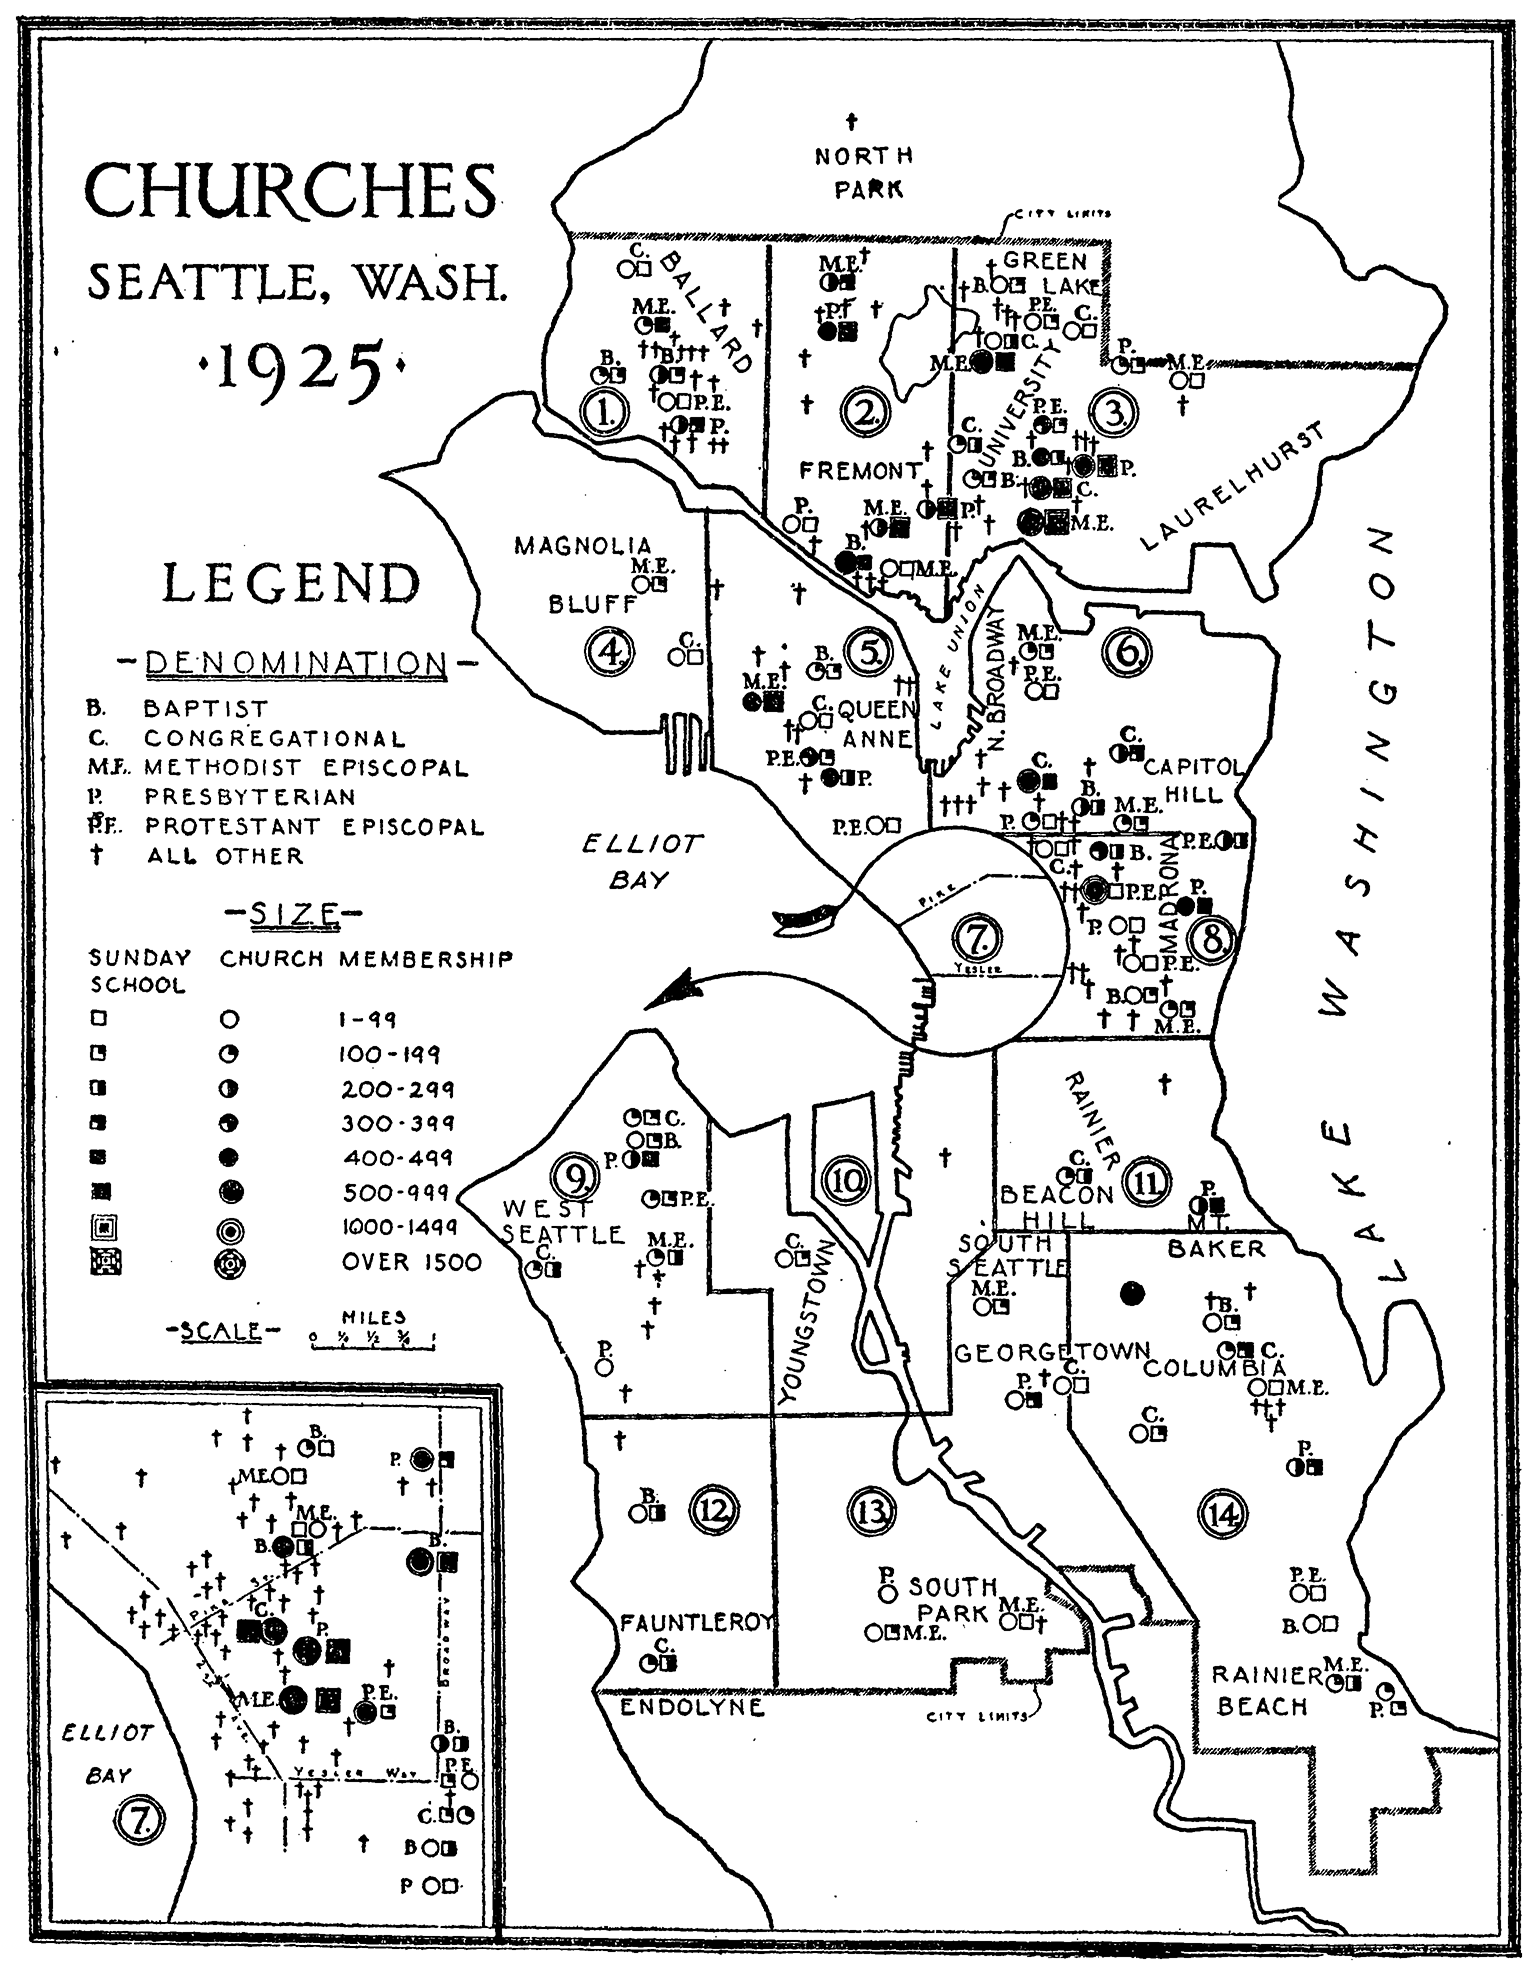 CHURCHES
SEATTLE, WASH.
·1925·
LEGEND
-DENOMINATION-
B. BAPTIST
C. CONGREGATIONAL
M.E. METHODIST EPISCOPAL
P. PRESBYTERIAN
P.E. PROTESTANT EPISCOPAL
† ALL OTHER
-SIZE-
SUNDAY SCHOOL
CHURCH MEMBERSHIP
1-99
100-199
200-299
300-399
400-499
500-999
1000-1499
OVER 1500
-SCALE-
MILES
0 ¼ ½ ¾ 1
NORTH
PARK
CITY LIMITS
C.
BALLARD
M.E.
B.
B.
P.E.
P.
1.
M.E.
P.
2.
FREMONT
P.
M.E.
P.
B.
M.E.
GREEN
LAKE
B.
P.E.
C.
C.
M.E.
UNIVERSITY
P.
M.E.
P.E.
3.
C.
B.
P.
B.
C.
M.E.
LAURELHURST
MAGNOLIA
M.E.
BLUFF
4.
C.
5.
B.
M.E.
C.
QUEEN
ANNE
P.E.
P.
P.E.
LAKE UNION
N. BROADWAY
M.E.
P.E.
6.
C.
CAPITOL
HILL
C.
B.
M.E.
P.
P.E.
LAKE WASHINGTON
ELLIOT
BAY
PIKE
7.
YESLER
C.
B.
P.E.
MADRONA
P.
P.
8.
P.E.
B.
M.E.
C.
B.
P.
9.
P.E.
WEST
SEATTLE
C.
M.E.
P.
10.
C.
YOUNGSTOWN
RAINIER
C.
BEACON
HILL
11.
P.
MT.
BAKER
SOUTH
SEATTLE
M.E.
GEORGETOWN
P.
C.
B.
C.
COLUMBIA
M.E.
C.
P.
14.
P.E.
B.
RAINIER
BEACH
M.E.
P.
B.
12.
FAUNTLEROY
C.
ENDOLYNE
13.
P.
SOUTH
PARK
M.E.
M.E.
CITY LIMITS
B.
P.
M.E.
M.E.
B.
B.
C.
P.
BROADWAY
M.E.
P.E.
B.
P.E.
YESLER WAY
C.
B
P
ELLIOT
BAY
7.